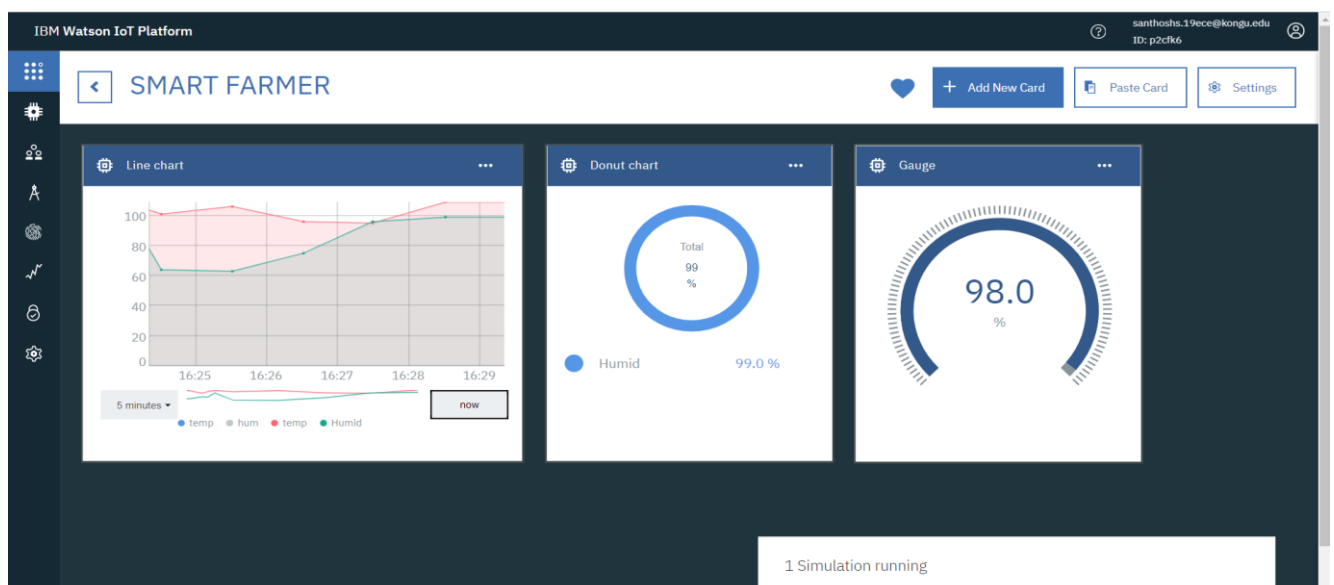 IBM Watson IoT Platform
santhoshs.19ece@kongu.edu
ID: p2cfk6
SMART FARMER
Add New Card
Paste Card
Settings
Line chart
Donut chart
Gauge
100
80
60
40
20
0
16:25 16:26 16:27 16:28 16:29
5 minutes
now
temp hum temp Humid
Total
99
%
Humid 99.0 %
98.0
%
1 Simulation running